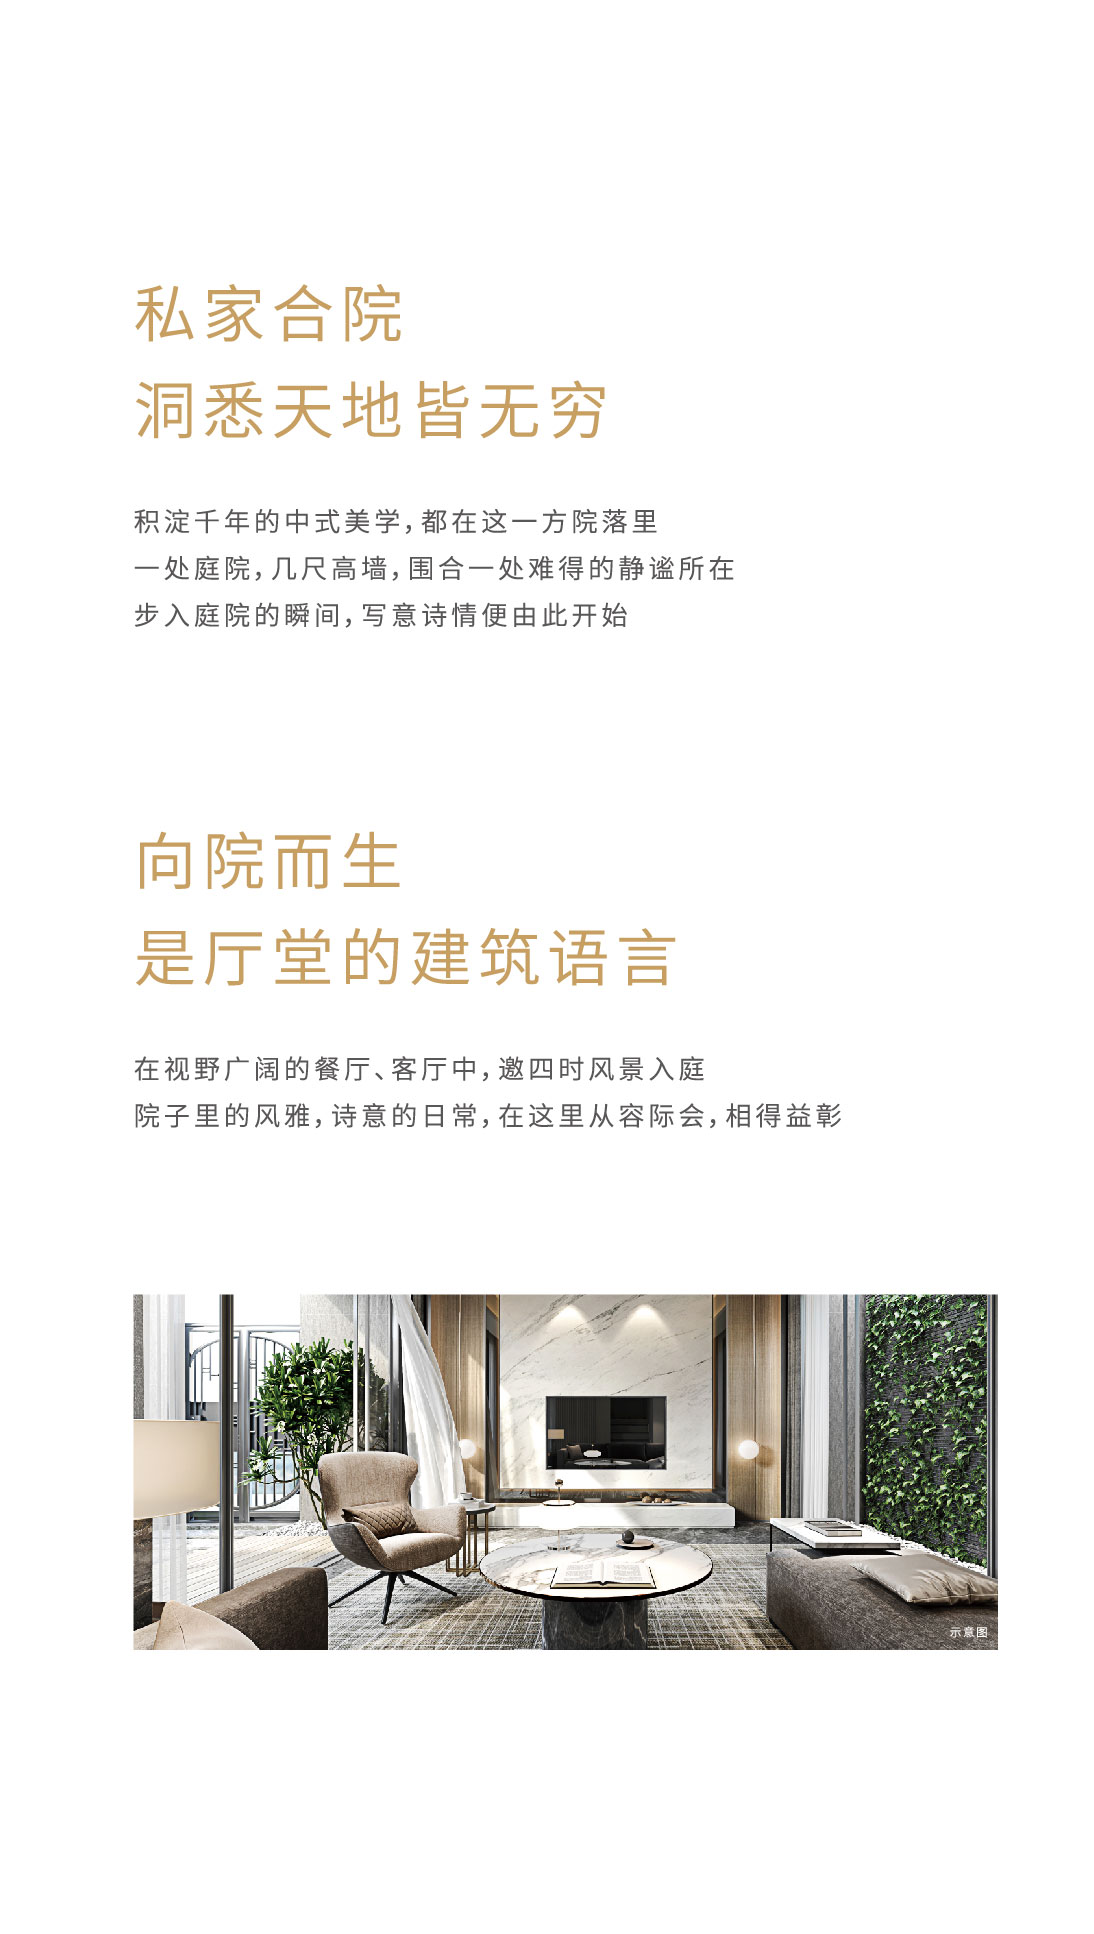 私家合院
洞悉天地皆无穷
积淀千年的中式美学，都在这一方院落里
一处庭院，几尺高墙，围合一处难得的静谧所在
步入庭院的瞬间，写意诗情便由此开始
向院而生
是厅堂的建筑语言
在视野广阔的餐厅、客厅中，邀四时风景入庭
院子里的风雅，诗意的日常，在这里从容际会，相得益彰
示意图